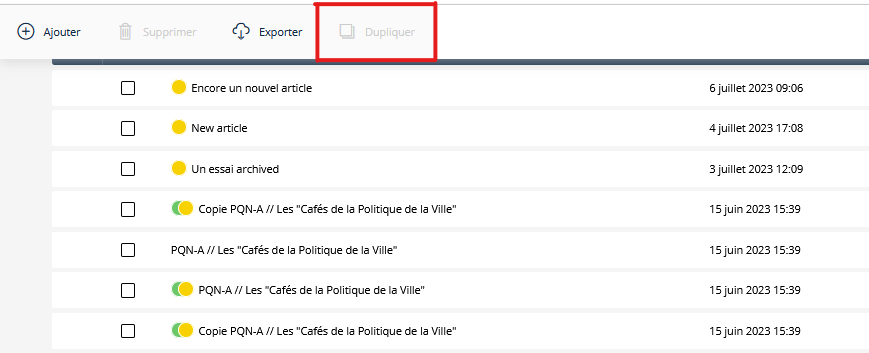 Ajouter Supprimer Exporter Dupliquer
Encore un nouvel article 6 juillet 2023 09:06
New article 4 juillet 2023 17:08
Un essai archived 3 juillet 2023 12:09
Copie PQN-A // Les "Cafés de la Politique de la Ville" 15 juin 2023 15:39
PQN-A // Les "Cafés de la Politique de la Ville" 15 juin 2023 15:39
PQN-A // Les "Cafés de la Politique de la Ville" 15 juin 2023 15:39
Copie PQN-A // Les "Cafés de la Politique de la Ville" 15 juin 2023 15:39